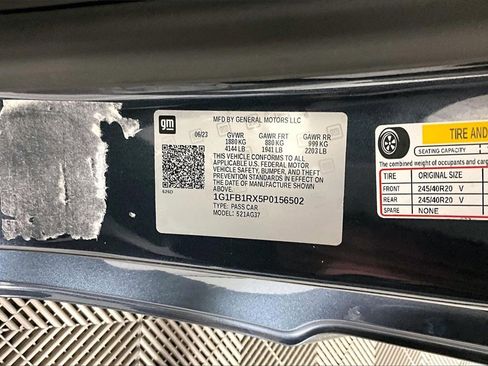 gm
MFD BY GENERAL MOTORS LLC
06/23 GVWR GAWR FRT GAWR RR
1880 KG 880 KG 999 KG
4144 LB 1941 LB 2203 LB
THIS VEHICLE CONFORMS TO ALL
APPLICABLE U.S. FEDERAL MOTOR
VEHICLE SAFETY, BUMPER, AND THEFT
PREVENTION STANDARDS IN EFFECT ON
THE DATE OF MANUFACTURE SHOWN ABOVE.
1G1FB1RX5P0156502
TYPE: PASS CAR
MODEL: 521AG37
TIRE AND
SEATING CAPACITY
The combined weight of occupants and cargo
TIRE ORIGINAL SIZE
FRONT 245/40R20 V
REAR 245/40R20 V
SPARE NONE